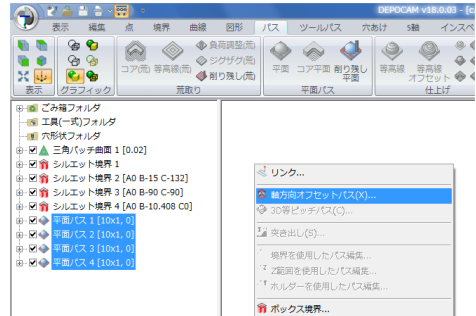 DEPOCAM v18.0.03 - [c
表示 編集 点 境界 曲線 図形 パス ツールパス 穴あけ 5軸 インスペ
コア(荒) 等高線(荒)
負荷調整(荒)
ジグザグ(荒)
削り残し(荒)
平面 コア平面 削り残し平面
等高線 等高線オフセット
表示 グラフィック 荒取り 平面パス 仕上げ
ごみ箱フォルダ
工具(一式)フォルダ
穴形状フォルダ
三角パッチ曲面 1 [0.02]
シルエット境界 1
シルエット境界 2 [A0 B-15 C-132]
シルエット境界 3 [A0 B-90 C-90]
シルエット境界 4 [A0 B-10.408 C0]
平面パス 1 [10x1, 0]
平面パス 2 [10x1, 0]
平面パス 3 [10x1, 0]
平面パス 4 [10x1, 0]
リンク...
軸方向オフセットパス(X)...
3D等ピッチパス(C)...
突き出し(S)...
境界を使用したパス編集...
Z範囲を使用したパス編集...
ホルダーを使用したパス編集...
ボックス境界...